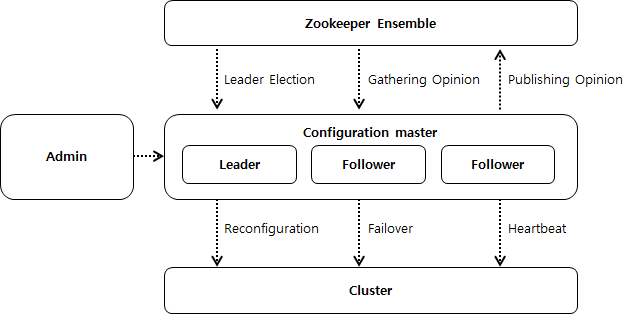 Zookeeper Ensemble
Leader Election
Gathering Opinion
Publishing Opinion
Admin
Configuration master
Leader
Follower
Follower
Reconfiguration
Failover
Heartbeat
Cluster